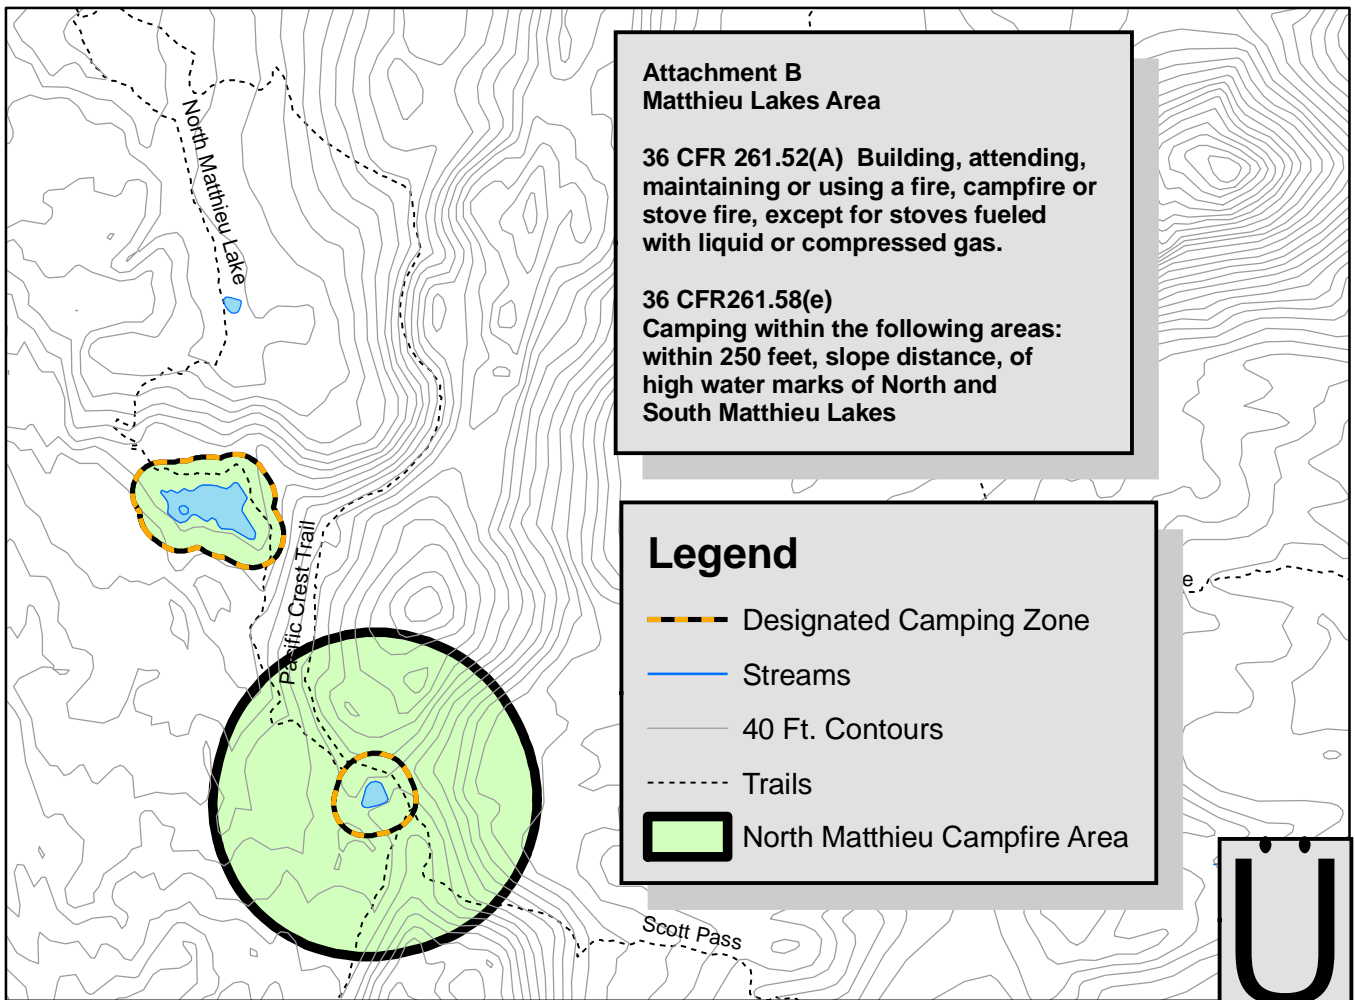 Attachment B
Matthieu Lakes Area
36 CFR 261.52(A)  Building, attending,
maintaining or using a fire, campfire or
stove fire, except for stoves fueled
with liquid or compressed gas.
36 CFR261.58(e)
Camping within the following areas:
within 250 feet, slope distance, of
high water marks of North and
South Matthieu Lakes
North Matthieu Lake
Pacific Crest Trail
Legend
Designated Camping Zone
Streams
40 Ft. Contours
Trails
North Matthieu Campfire Area
e
Scott Pass
Ü